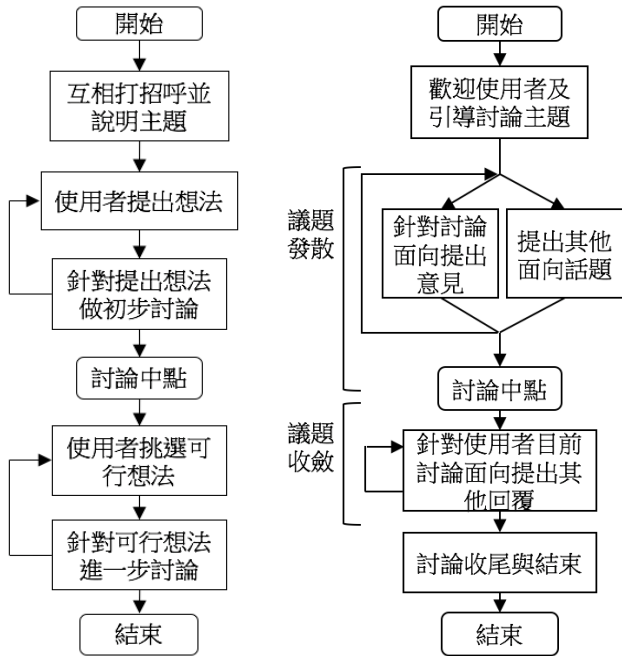 開始
互相打招呼並
說明主題
使用者提出想法
針對提出想法
做初步討論
討論中點
使用者挑選可
行想法
針對可行想法
進一步討論
結束
開始
歡迎使用者及
引導討論主題
議題
發散
針對討論
面向提出
意見
提出其他
面向話題
討論中點
議題
收斂
針對使用者目前
討論面向提出其
他回覆
討論收尾與結束
結束